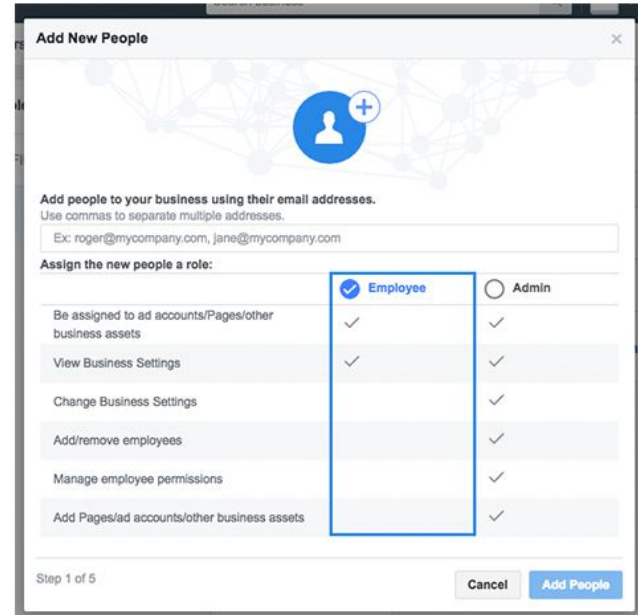 Search business
Add New People
Add people to your business using their email addresses.
Use commas to separate multiple addresses.
Ex: roger@mycompany.com, jane@mycompany.com
Assign the new people a role:
Employee
Admin
Be assigned to ad accounts/Pages/other
business assets
View Business Settings
Change Business Settings
Add/remove employees
Manage employee permissions
Add Pages/ad accounts/other business assets
Step 1 of 5
Cancel
Add People